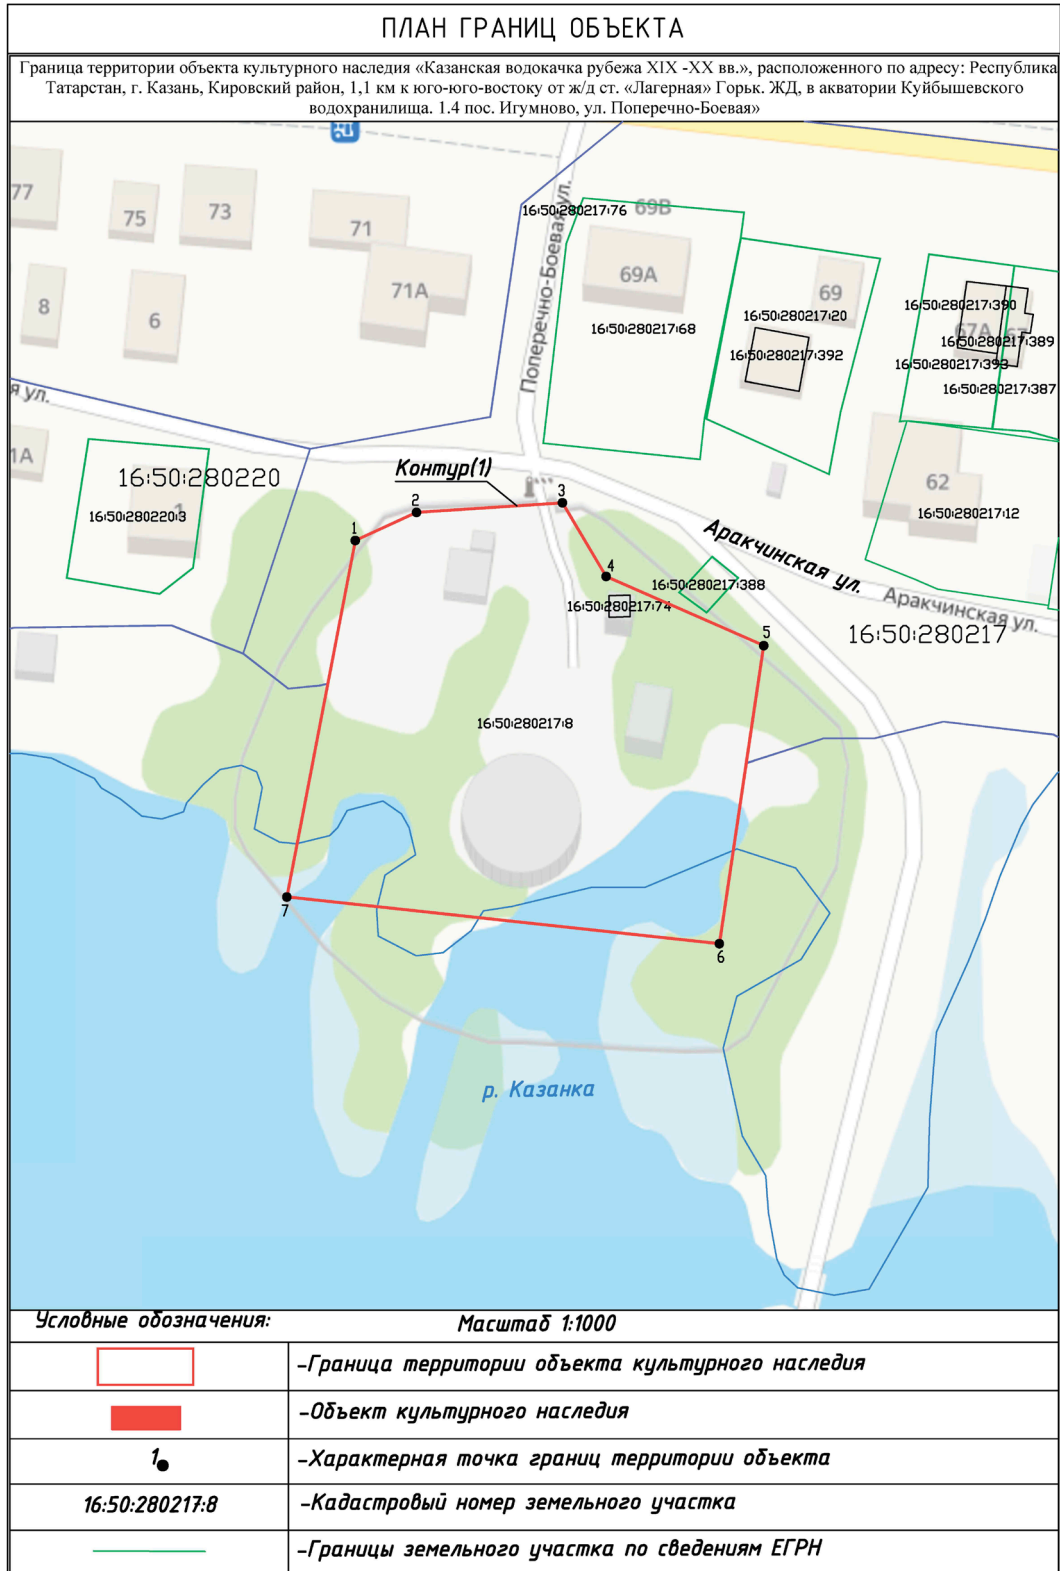 ПЛАН ГРАНИЦ ОБЪЕКТА
Граница территории объекта культурного наследия «Казанская водокачка рубежа XIX -XX вв.», расположенного по адресу: Республика
Татарстан, г. Казань, Кировский район, 1,1 км к юго-юго-востоку от ж/д ст. «Лагерная» Горьк. ЖД, в акватории Куйбышевского
водохранилища. 1.4 пос. Игумново, ул. Поперечно-Боевая»
77
75
73
71
71А
8
6
Поперечно-Боевая ул.
16:50:280217:76
69В
69А
16:50:280217:68
69
16:50:280217:20
16:50:280217:392
16:50:280217:390
67А
67
16:50:280217:389
16:50:280217:393
16:50:280217:387
я ул.
1А
16:50:280220
1
16:50:280220:3
Контур(1)
62
16:50:280217:12
1
2
3
4
5
6
7
Аракчинская ул.
Аракчинская ул.
16:50:280217:388
16:50:280217:74
16:50:280217
16:50:280217:8
р. Казанка
Условные обозначения:
Масштаб 1:1000
-Граница территории объекта культурного наследия
-Объект культурного наследия
1
-Характерная точка границ территории объекта
16:50:280217:8
-Кадастровый номер земельного участка
-Границы земельного участка по сведениям ЕГРН